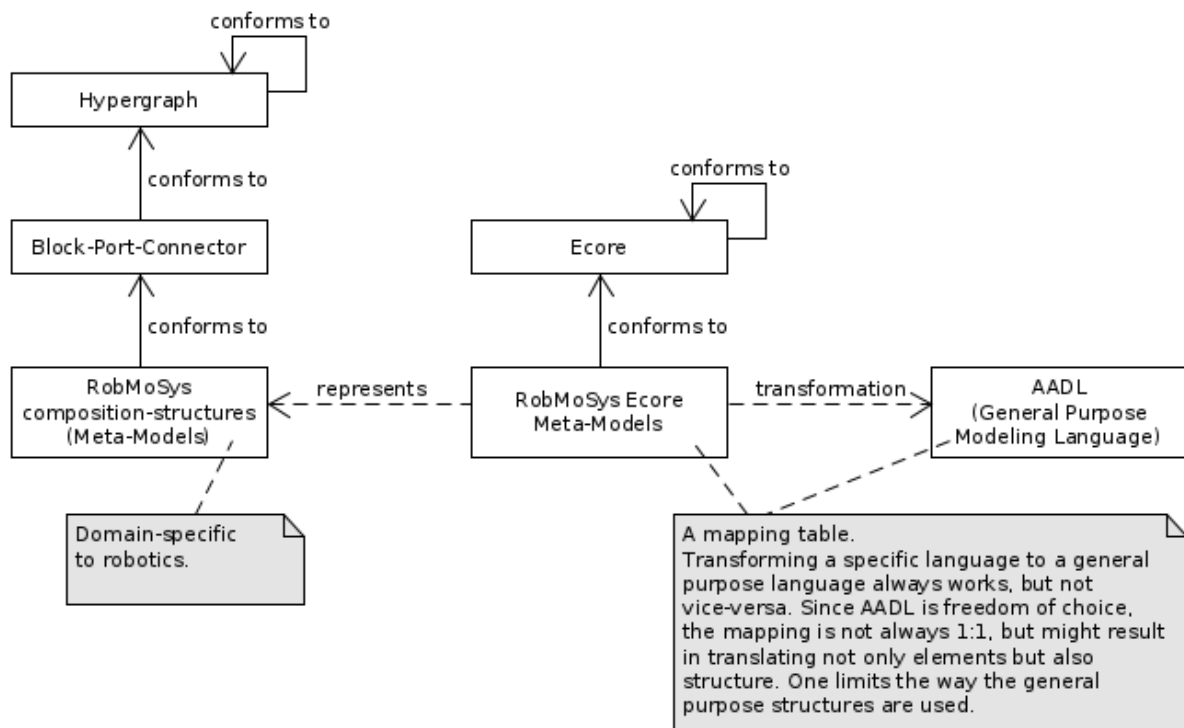 conforms to
Hypergraph
conforms to
conforms to
Block-Port-Connector
Ecore
conforms to
conforms to
RobMoSys
composition-structures
(Meta-Models)
represents
RobMoSys Ecore
Meta-Models
transformation
AADL
(General Purpose
Modeling Language)
Domain-specific
to robotics.
A mapping table.
Transforming a specific language to a general
purpose language always works, but not
vice-versa. Since AADL is freedom of choice,
the mapping is not always 1:1, but might result
in translating not only elements but also
structure. One limits the way the general
purpose structures are used.